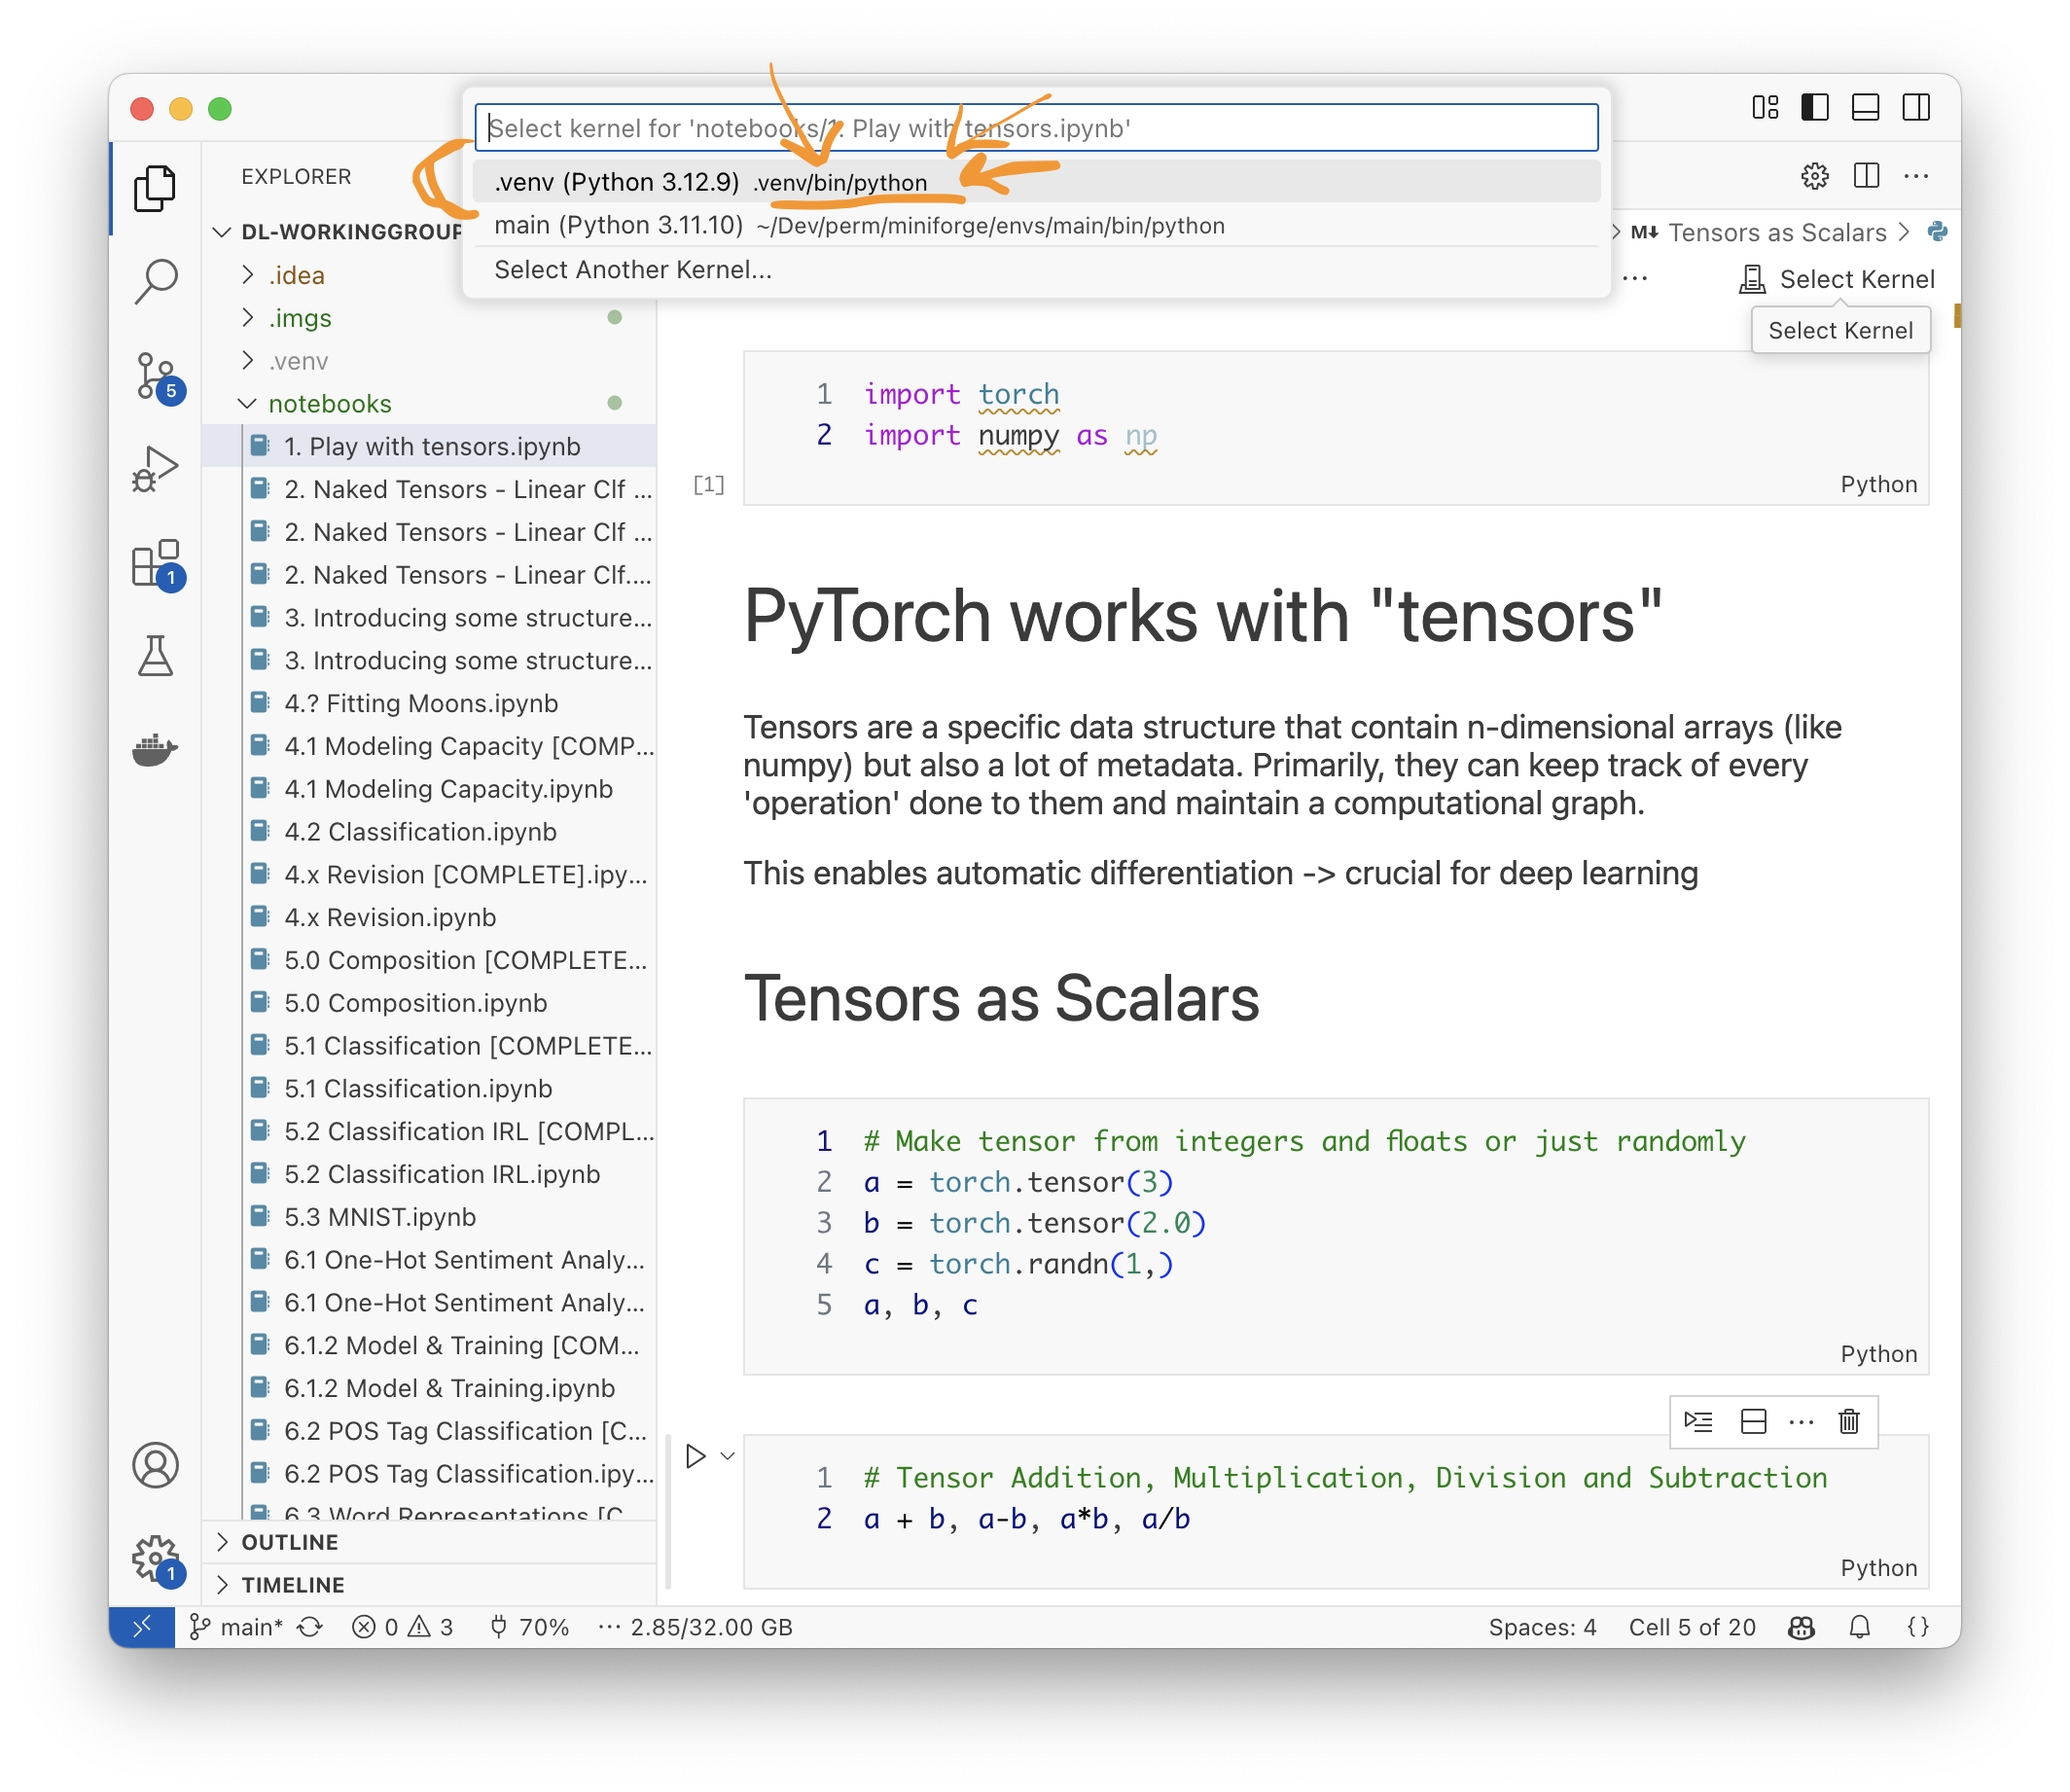 Select kernel for 'notebooks/1. Play with tensors.ipynb'
.venv (Python 3.12.9) .venv/bin/python
main (Python 3.11.10) ~/Dev/perm/miniforge/envs/main/bin/python
Select Another Kernel...
EXPLORER
DL-WORKINGGROUP
.idea
.imgs
.venv
notebooks
1. Play with tensors.ipynb
2. Naked Tensors - Linear Clf ...
2. Naked Tensors - Linear Clf ...
2. Naked Tensors - Linear Clf....
3. Introducing some structure...
3. Introducing some structure...
4.? Fitting Moons.ipynb
4.1 Modeling Capacity [COMP...
4.1 Modeling Capacity.ipynb
4.2 Classification.ipynb
4.x Revision [COMPLETE].ipy...
4.x Revision.ipynb
5.0 Composition [COMPLETE...
5.0 Composition.ipynb
5.1 Classification [COMPLETE...
5.1 Classification.ipynb
5.2 Classification IRL [COMPL...
5.2 Classification IRL.ipynb
5.3 MNIST.ipynb
6.1 One-Hot Sentiment Analy...
6.1 One-Hot Sentiment Analy...
6.1.2 Model & Training [COM...
6.1.2 Model & Training.ipynb
6.2 POS Tag Classification [C...
6.2 POS Tag Classification.ipy...
6.3 Word Representations [C
OUTLINE
TIMELINE
5
1
1
M↓ Tensors as Scalars
... Select Kernel
Select Kernel
1 import torch
2 import numpy as np
[1]
Python
PyTorch works with "tensors"
Tensors are a specific data structure that contain n-dimensional arrays (like
numpy) but also a lot of metadata. Primarily, they can keep track of every
'operation' done to them and maintain a computational graph.
This enables automatic differentiation -> crucial for deep learning
Tensors as Scalars
1 # Make tensor from integers and floats or just randomly
2 a = torch.tensor(3)
3 b = torch.tensor(2.0)
4 c = torch.randn(1,)
5 a, b, c
Python
1 # Tensor Addition, Multiplication, Division and Subtraction
2 a + b, a-b, a*b, a/b
Python
main* 0 3 70% ... 2.85/32.00 GB Spaces: 4 Cell 5 of 20 {}